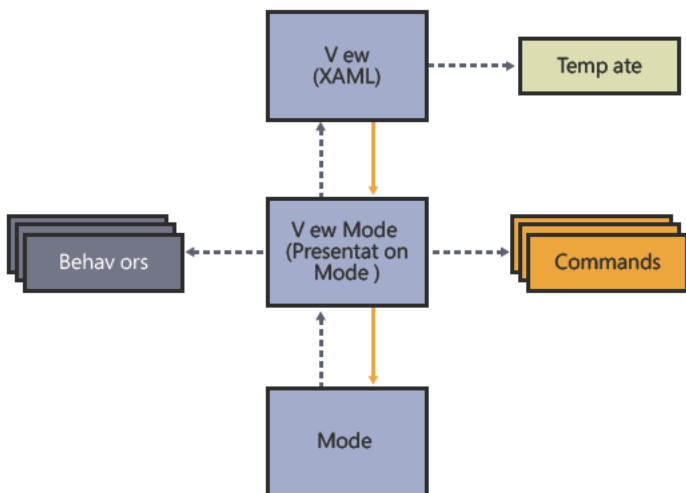 V ew
(XAML)
Temp ate
V ew Mode
(Presentat on
Mode )
Behav ors
Commands
Mode